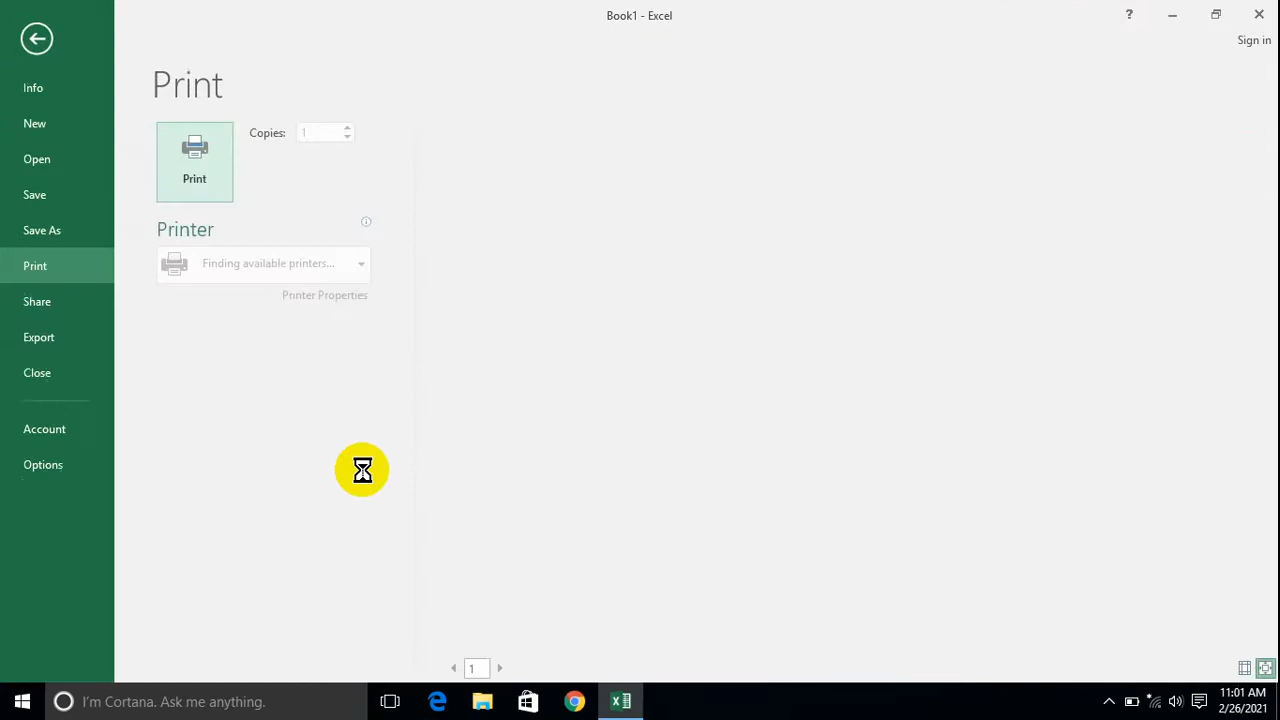 Book1 - Excel
?
Sign in
Info
New
Open
Save
Save As
Print
Share
Export
Close
Account
Options
Print
Print
Copies: 1
Printer
Finding available printers...
Printer Properties
1
I'm Cortana. Ask me anything.
11:01 AM
2/26/2021